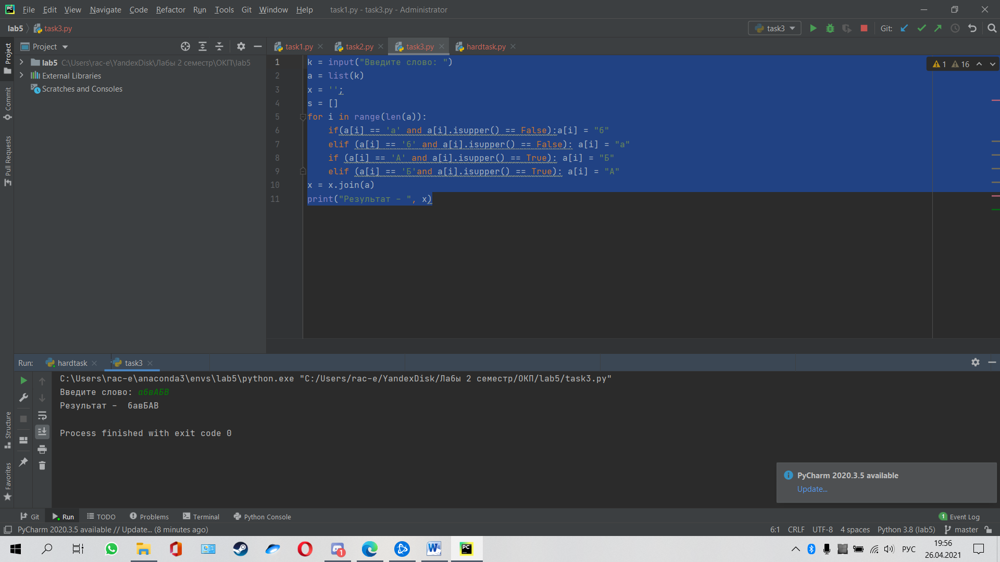 File Edit View Navigate Code Refactor Run Tools Git Window Help task1.py - task3.py - Administrator
lab5 task3.py task3 Git:
Project task1.py task2.py task3.py hardtask.py
lab5 C:\Users\rac-e\YandexDisk\Лабы 2 семестр\ОКП\lab5
External Libraries
Scratches and Consoles
Project
Commit
Pull Requests
Structure
Favorites
1 16
1 k = input("Введите слово: ")
2 a = list(k)
3 x = '';
4 s = []
5 for i in range(len(a)):
6 if(a[i] == 'а' and a[i].isupper() == False):a[i] = "б"
7 elif (a[i] == 'б' and a[i].isupper() == False): a[i] = "а"
8 if (a[i] == 'А' and a[i].isupper() == True): a[i] = "Б"
9 elif (a[i] == 'Б'and a[i].isupper() == True): a[i] = "А"
10 x = x.join(a)
11 print("Результат - ", x)
Run: hardtask task3
C:\Users\rac-e\anaconda3\envs\lab5\python.exe "C:/Users/rac-e/YandexDisk/Лабы 2 семестр/ОКП/lab5/task3.py"
Введите слово: абвАБВ
Результат -  бавБАВ
Process finished with exit code 0
PyCharm 2020.3.5 available
Update...
Git Run TODO Problems Terminal Python Console 1 Event Log
PyCharm 2020.3.5 available // Update... (8 minutes ago) 6:1 CRLF UTF-8 4 spaces Python 3.8 (lab5) master
1 W PC РУС 19:56
26.04.2021